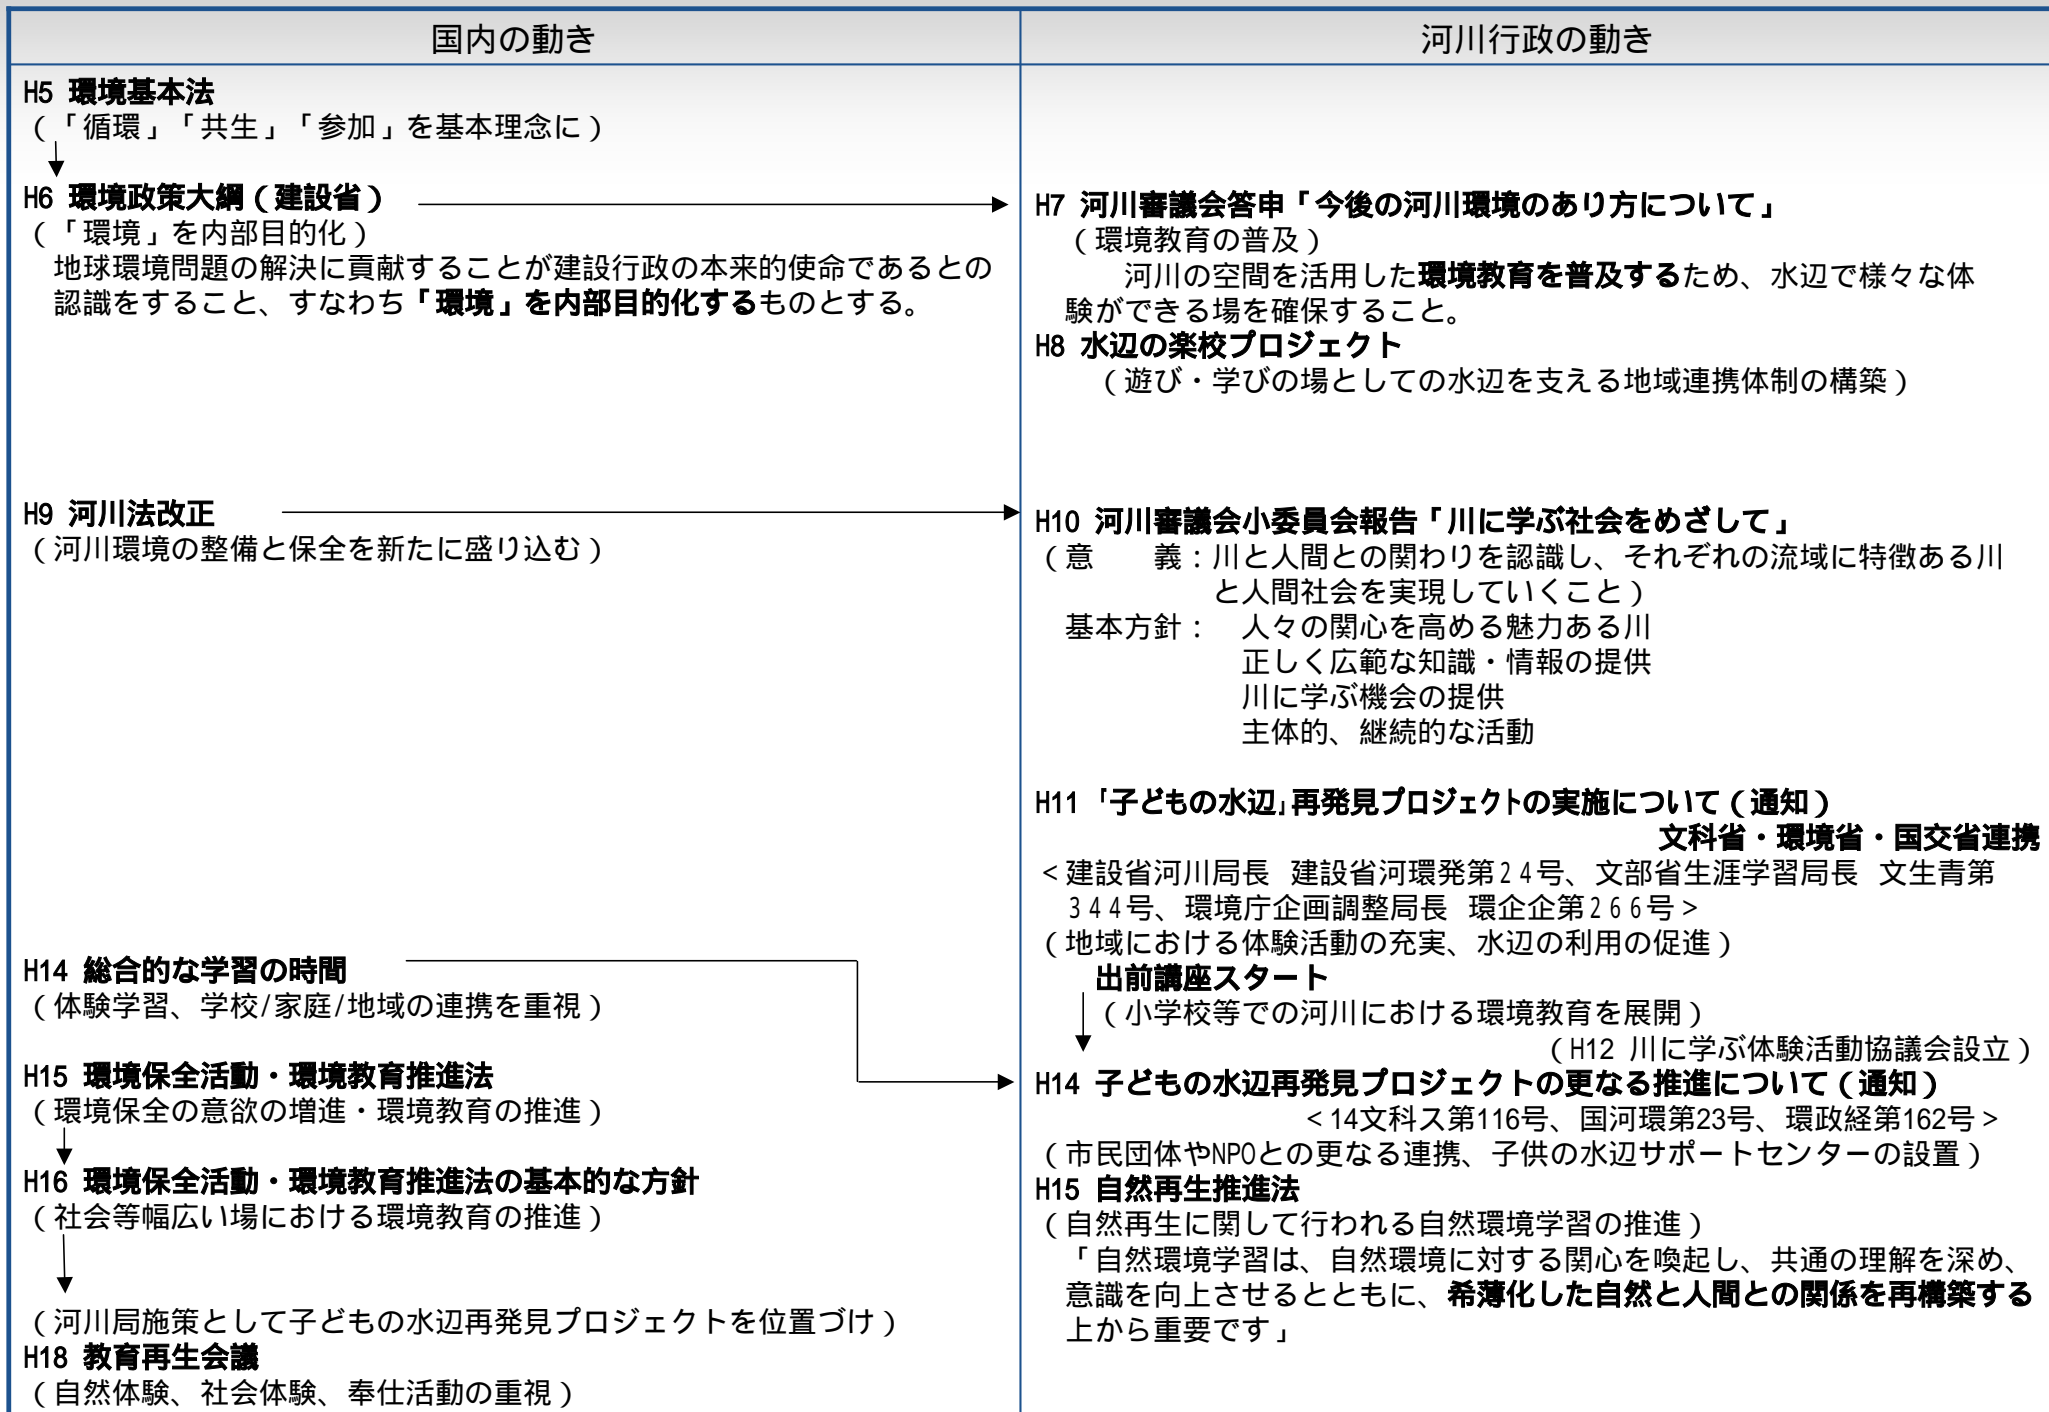 国内の動き
H5 環境基本法
（「循環」「共生」「参加」を基本理念に）
H6 環境政策大綱（建設省）
（「環境」を内部目的化）
地球環境問題の解決に貢献することが建設行政の本来的使命であるとの
認識をすること、すなわち「環境」を内部目的化するものとする。
H9 河川法改正
（河川環境の整備と保全を新たに盛り込む）
H14 総合的な学習の時間
（体験学習、学校/家庭/地域の連携を重視）
H15 環境保全活動・環境教育推進法
（環境保全の意欲の増進・環境教育の推進）
H16 環境保全活動・環境教育推進法の基本的な方針
（社会等幅広い場における環境教育の推進）
（河川局施策として子どもの水辺再発見プロジェクトを位置づけ）
H18 教育再生会議
（自然体験、社会体験、奉仕活動の重視）
河川行政の動き
H7 河川審議会答申「今後の河川環境のあり方について」
（環境教育の普及）
河川の空間を活用した環境教育を普及するため、水辺で様々な体
験ができる場を確保すること。
H8 水辺の楽校プロジェクト
（遊び・学びの場としての水辺を支える地域連携体制の構築）
H10 河川審議会小委員会報告「川に学ぶ社会をめざして」
（意　　義：川と人間との関わりを認識し、それぞれの流域に特徴ある川
と人間社会を実現していくこと）
基本方針：　人々の関心を高める魅力ある川
正しく広範な知識・情報の提供
川に学ぶ機会の提供
主体的、継続的な活動
H11 「子どもの水辺」再発見プロジェクトの実施について（通知）
文科省・環境省・国交省連携
＜建設省河川局長 建設省河環発第２４号、文部省生涯学習局長 文生青第
３４４号、環境庁企画調整局長 環企企第２６６号＞
（地域における体験活動の充実、水辺の利用の促進）
出前講座スタート
（小学校等での河川における環境教育を展開）
（H12 川に学ぶ体験活動協議会設立）
H14 子どもの水辺再発見プロジェクトの更なる推進について（通知）
＜14文科ス第116号、国河環第23号、環政経第162号＞
（市民団体やNPOとの更なる連携、子供の水辺サポートセンターの設置）
H15 自然再生推進法
（自然再生に関して行われる自然環境学習の推進）
「自然環境学習は、自然環境に対する関心を喚起し、共通の理解を深め、
意識を向上させるとともに、希薄化した自然と人間との関係を再構築する
上から重要です」